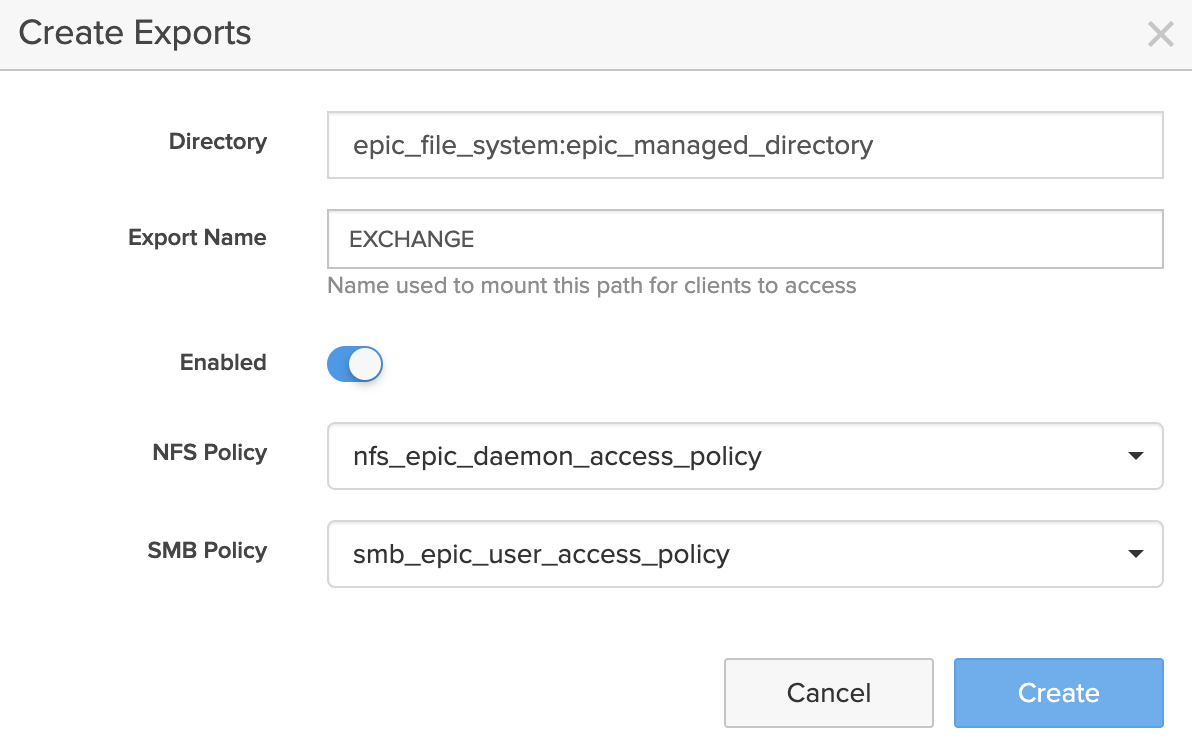 Create Exports
Directory
epic_file_system:epic_managed_directory
Export Name
EXCHANGE
Name used to mount this path for clients to access
Enabled
NFS Policy
nfs_epic_daemon_access_policy
SMB Policy
smb_epic_user_access_policy
Cancel
Create